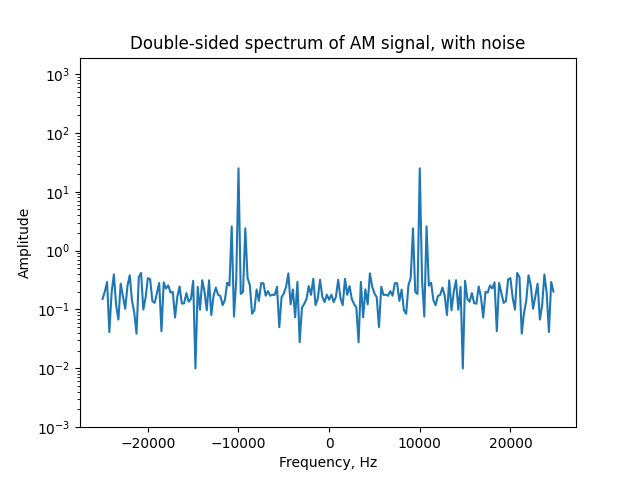 Double-sided spectrum of AM signal, with noise
10³
10²
10¹
10⁰
10⁻¹
10⁻²
10⁻³
Amplitude
−20000 −10000 0 10000 20000
Frequency, Hz